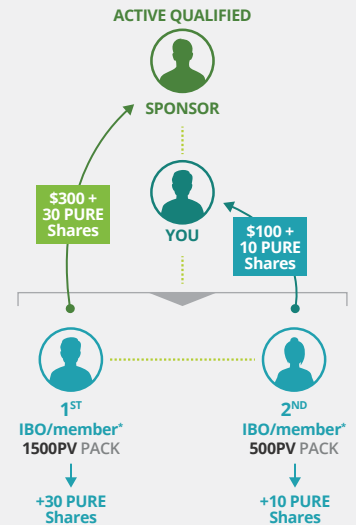 ACTIVE QUALIFIED
SPONSOR
$300 +
30 PURE
Shares
YOU
$100 +
10 PURE
Shares
1ST
IBO/member*
1500PV PACK
+30 PURE
Shares
2ND
IBO/member*
500PV PACK
+10 PURE
Shares